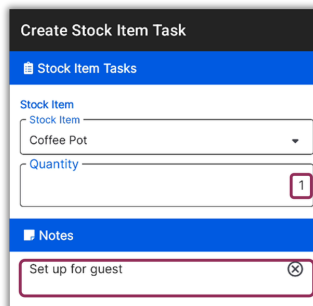 Create Stock Item Task
Stock Item Tasks
Stock Item
Stock Item
Coffee Pot
Quantity
1
Notes
Set up for guest